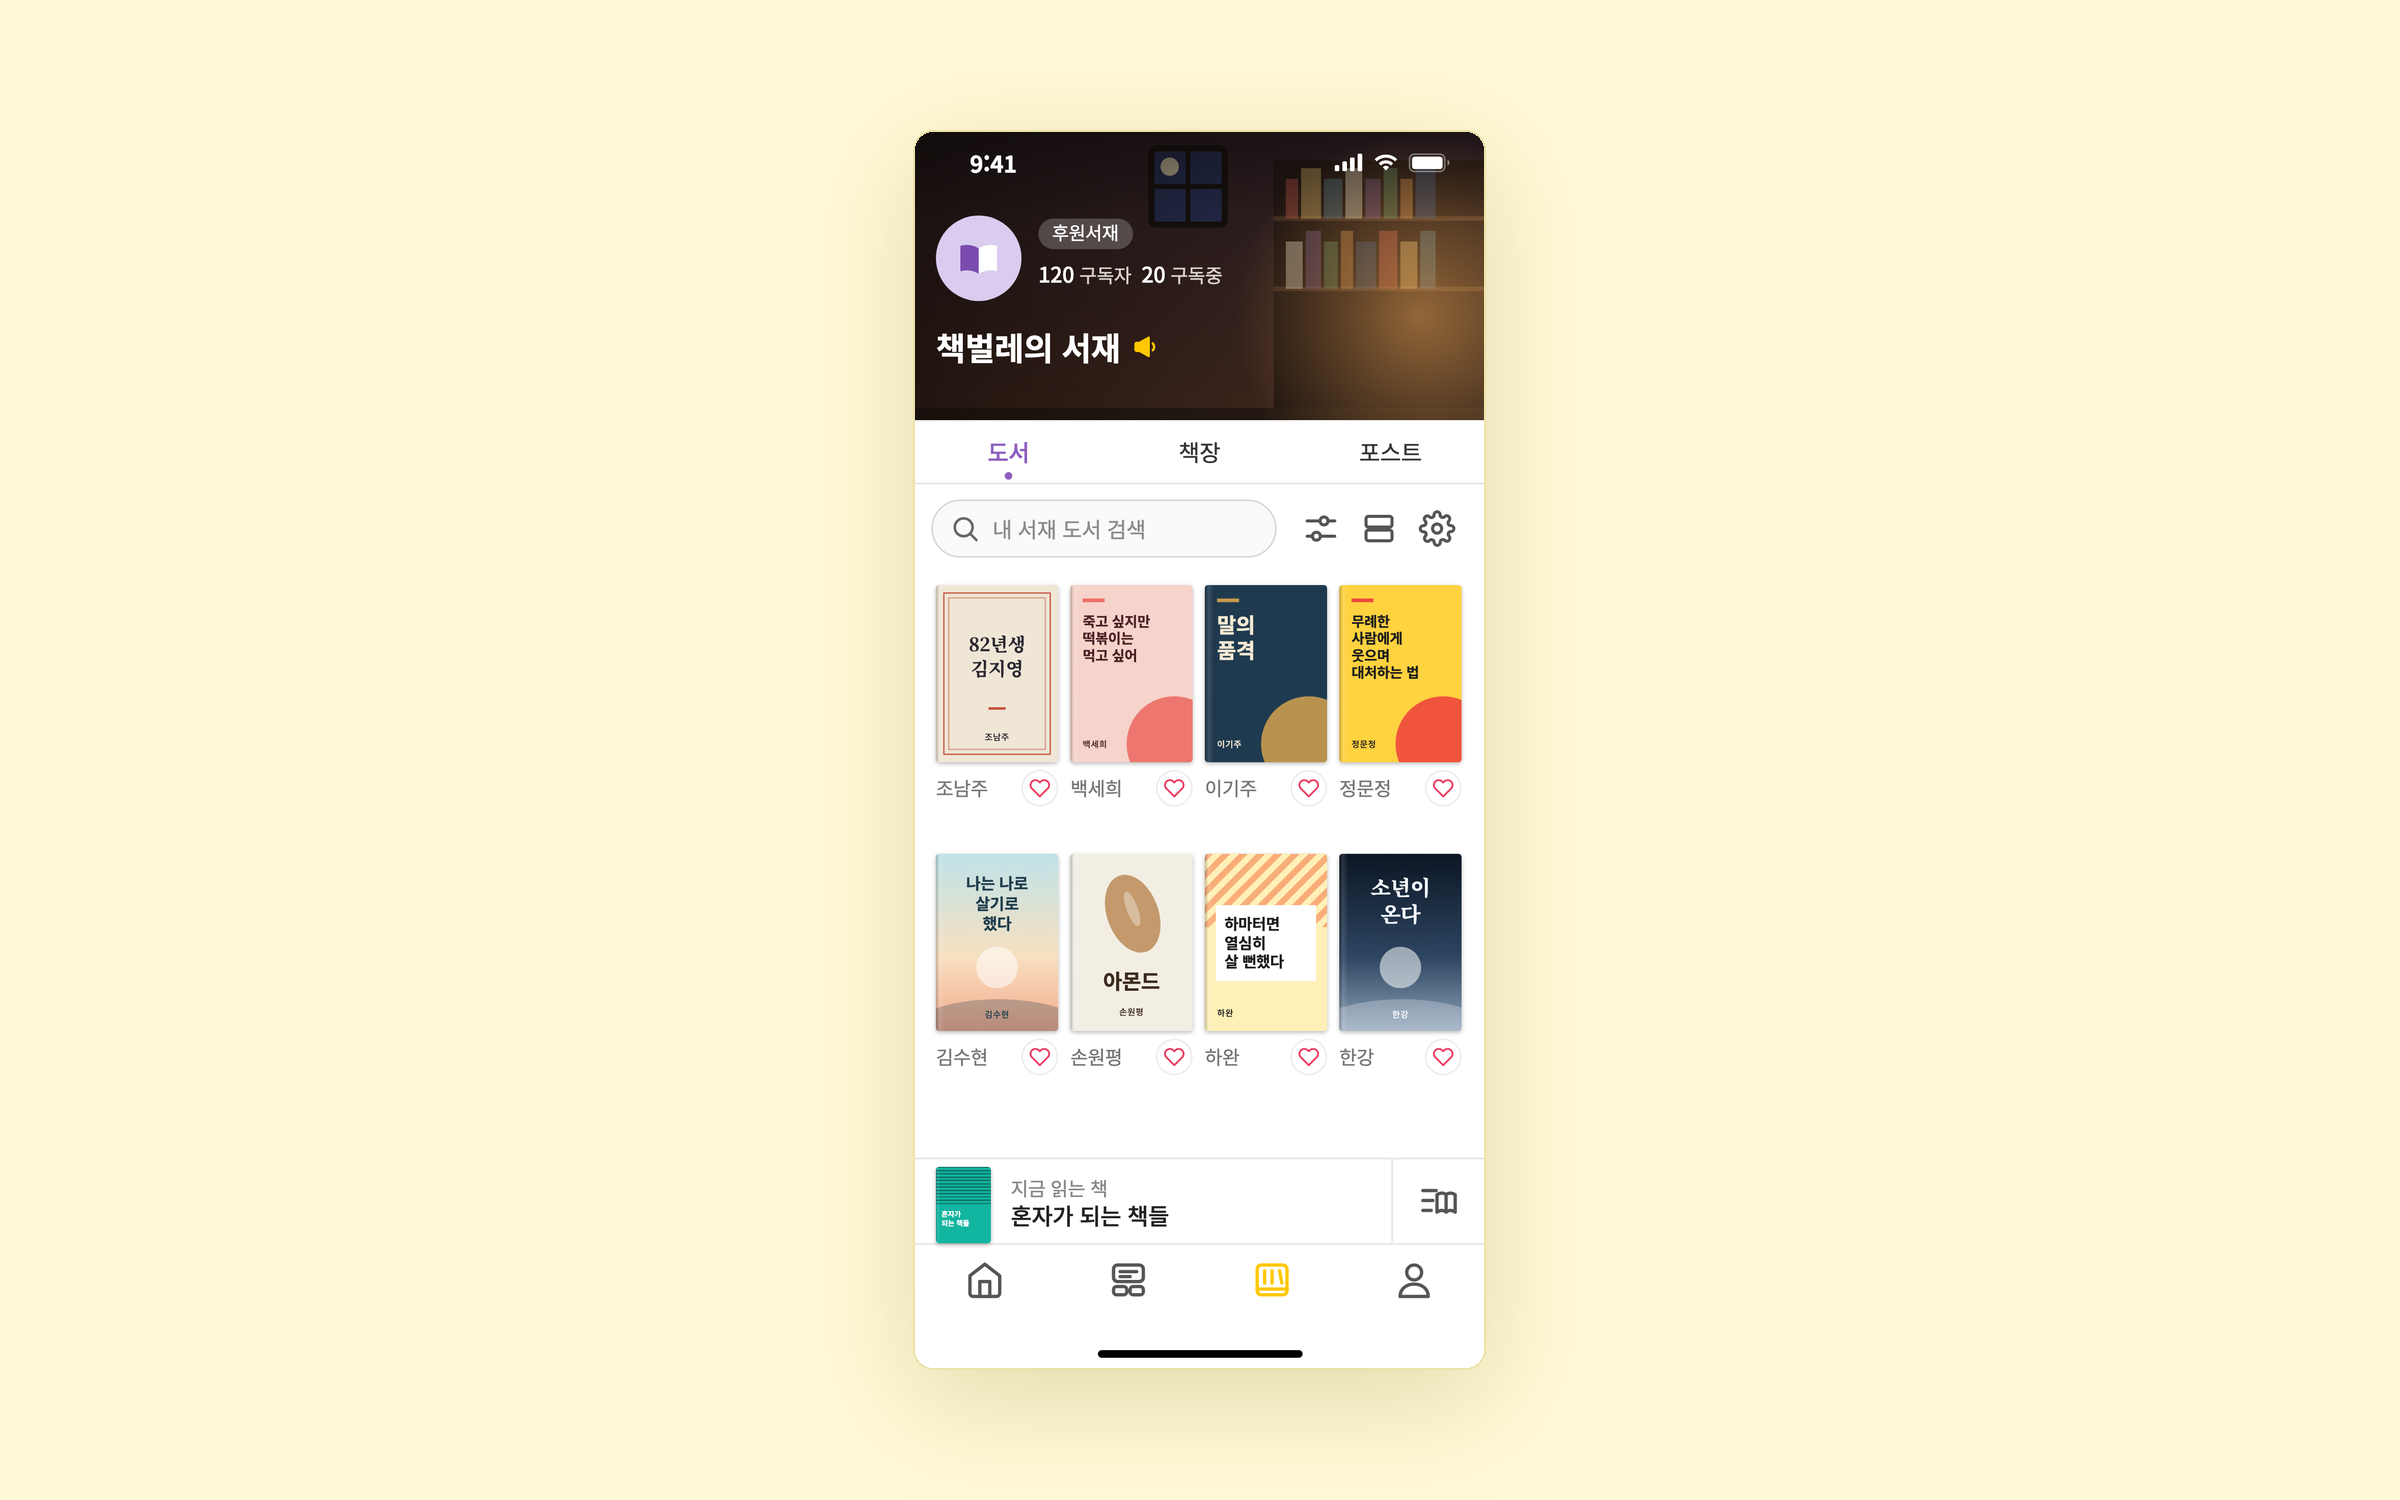 9:41
후원서재
120 구독자 20 구독중
책벌레의 서재
도서 책장 포스트
내 서재 도서 검색
82년생
김지영
조남주
죽고 싶지만
떡볶이는
먹고 싶어
백세희
말의
품격
이기주
무례한
사람에게
웃으며
대처하는 법
정문정
조남주 백세희 이기주 정문정
나는 나로
살기로
했다
김수현
아몬드
손원평
하마터면
열심히
살 뻔했다
하완
소년이
온다
한강
김수현 손원평 하완 한강
혼자가
되는 책들
지금 읽는 책
혼자가 되는 책들